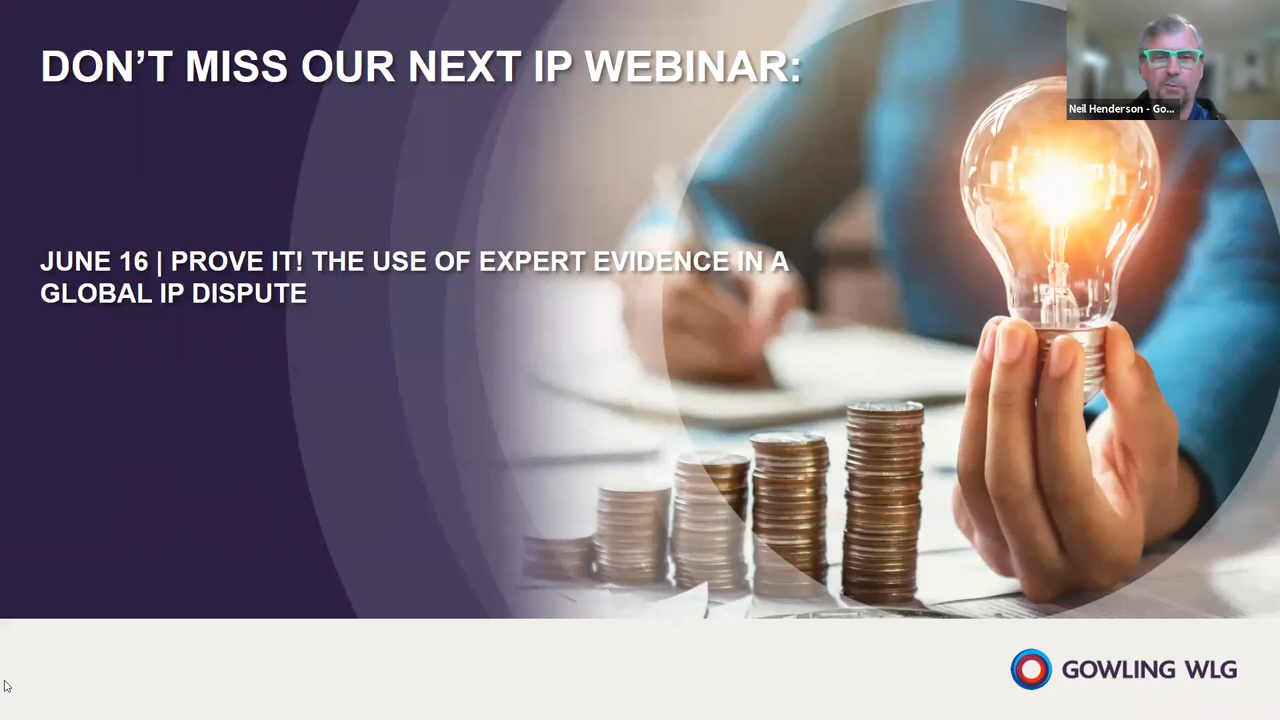 DON’T MISS OUR NEXT IP WEBINAR:
Neil Henderson - Go...
JUNE 16 | PROVE IT! THE USE OF EXPERT EVIDENCE IN A
GLOBAL IP DISPUTE
GOWLING WLG